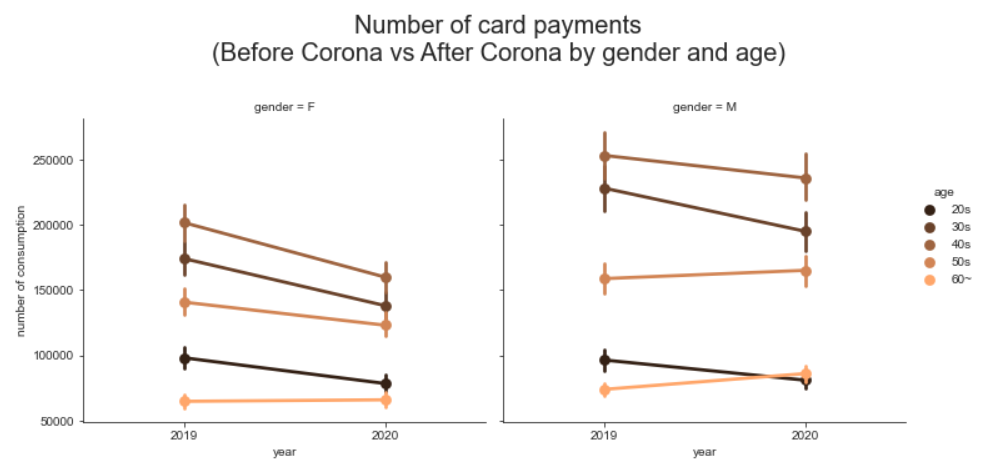 Number of card payments
(Before Corona vs After Corona by gender and age)
gender = F
gender = M
number of consumption
250000
200000
150000
100000
50000
2019
2020
year
2019
2020
year
age
20s
30s
40s
50s
60~